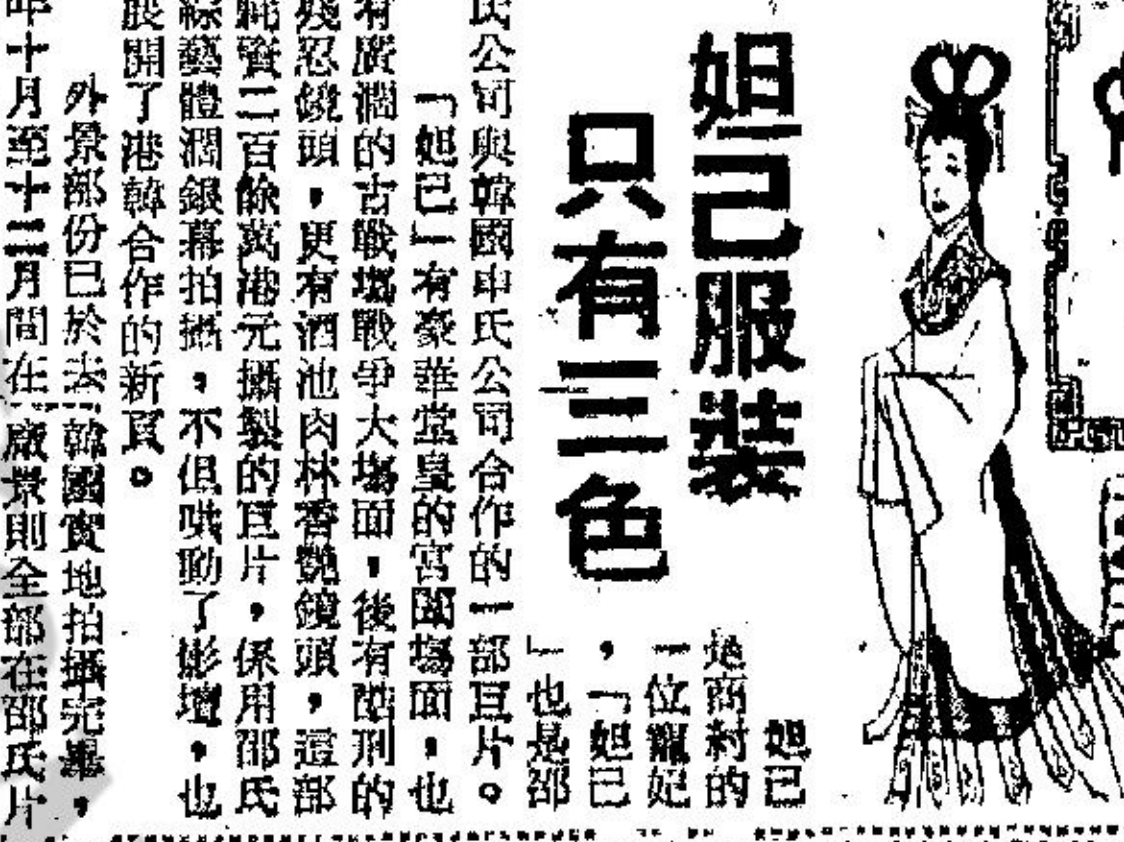 妲己服裝
只有三色
妲己
是商紂的
一位寵妃
，「妲己
」也是邵
氏公司與韓國申氏公司合作的一部巨片。
「妲己」有豪華堂皇的宮闈塲面，也
有廣濶的古戰塲戰爭大塲面，後有酷刑的
殘忍鏡頭，更有酒池肉林香艷鏡頭，這部
耗資二百餘萬港元攝製的巨片，係用邵氏
綜藝體濶銀幕拍攝，不但哄動了影壇，也
展開了港韓合作的新頁。
外景部份已於去 韓國實地拍攝完畢，
年十月至十二月間在 廠景則全部在邵氏片